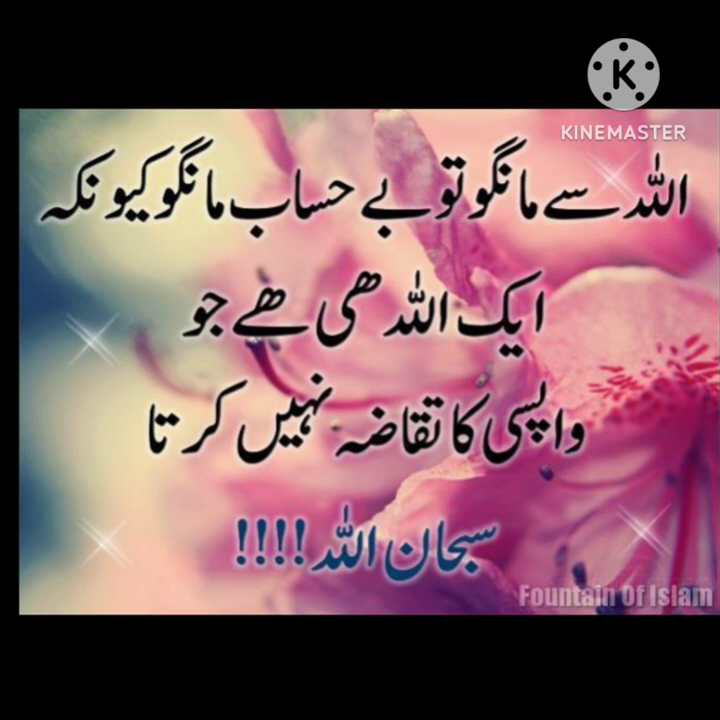 KINEMASTER
اللہ سے مانگو تو بے حساب مانگو کیونکہ
ایک اللہ ھی ھے جو
واپسی کا تقاضہ نہیں کرتا
سبحان اللہ !!!!
Fountain Of Islam